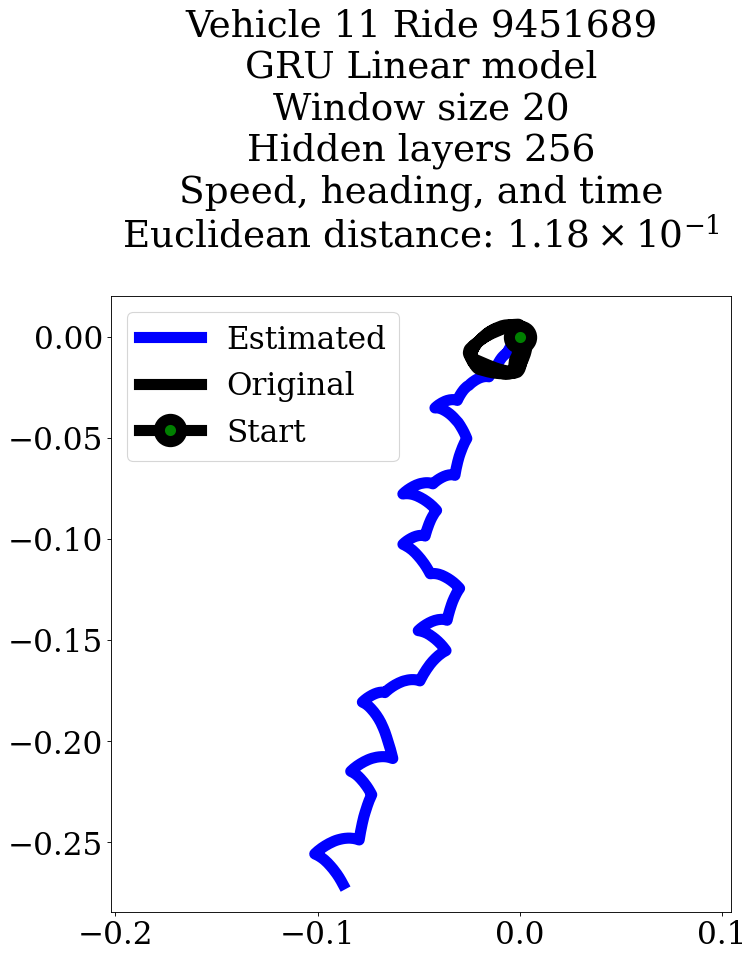 Vehicle 11 Ride 9451689
GRU Linear model
Window size 20
Hidden layers 256
Speed, heading, and time
Euclidean distance: 1.18 × 10⁻¹
Estimated
Original
Start
0.00
−0.05
−0.10
−0.15
−0.20
−0.25
−0.2
−0.1
0.0
0.1